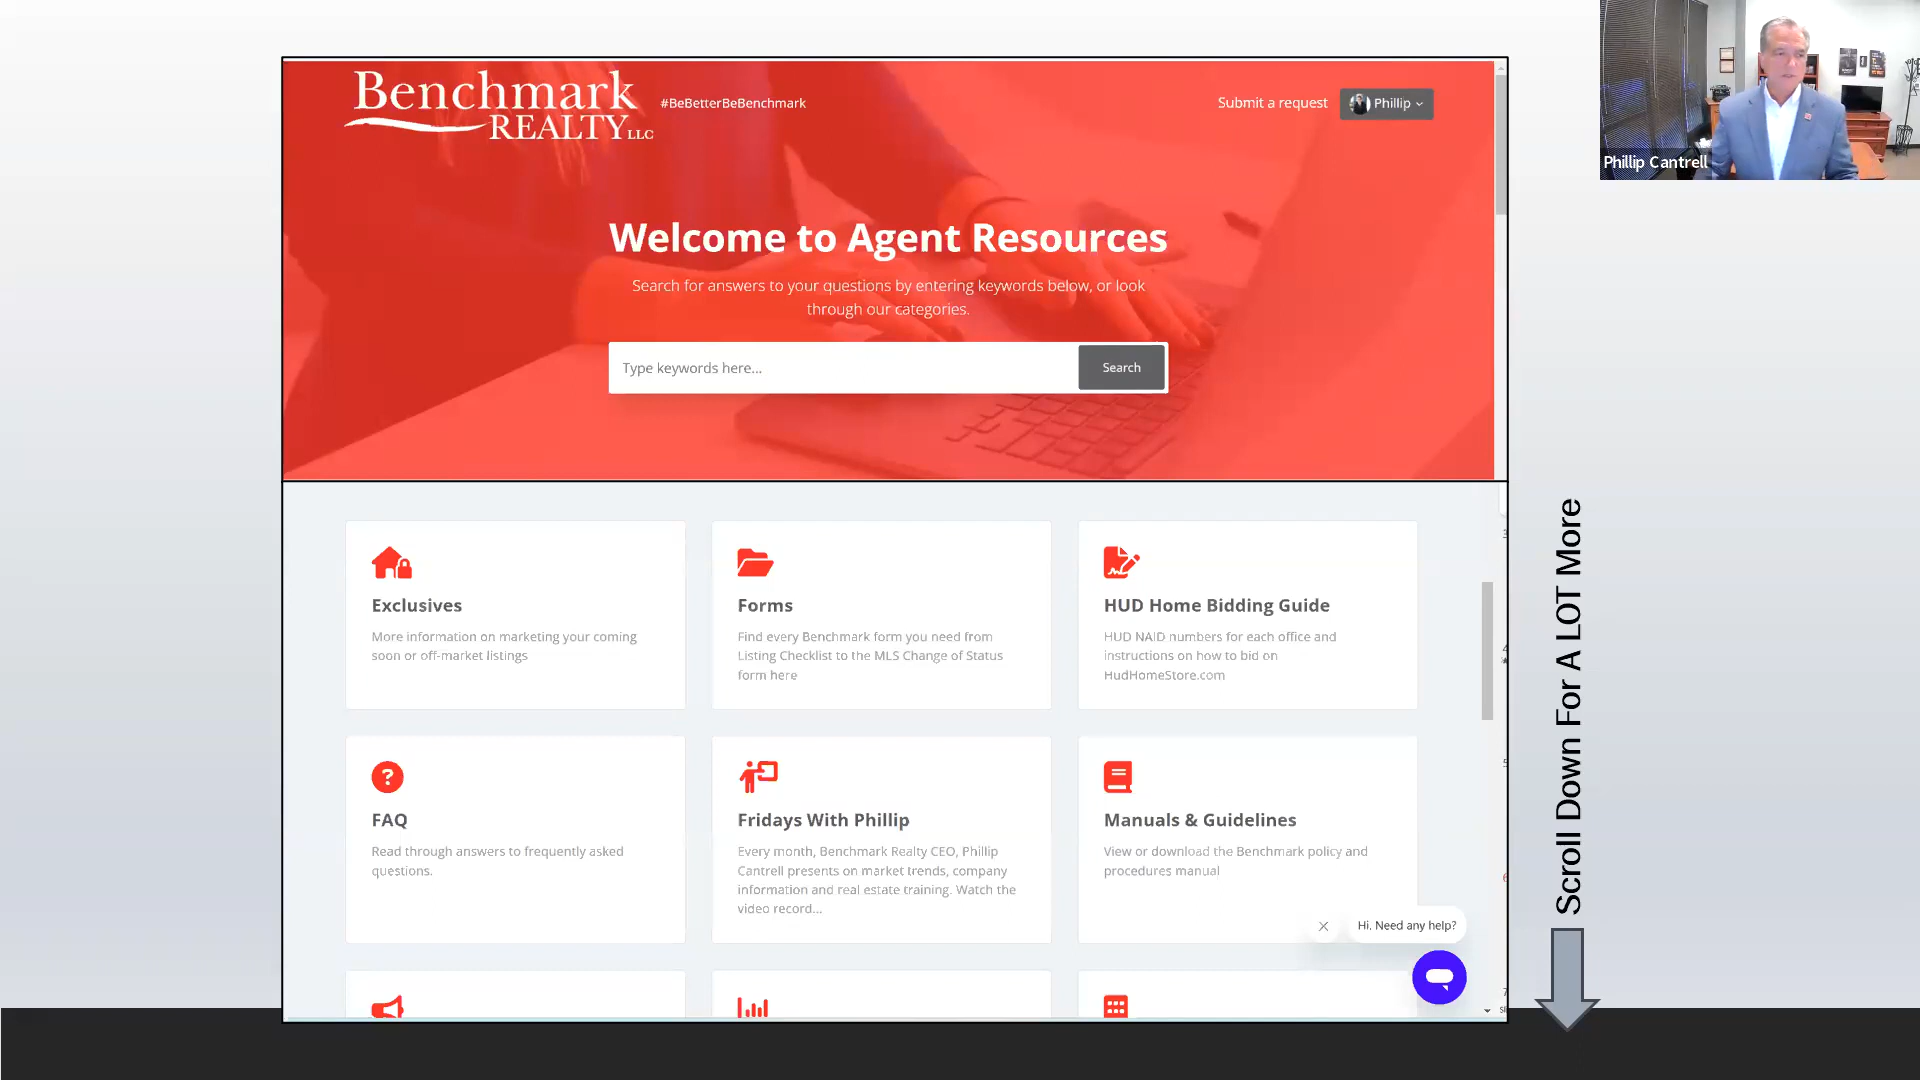 Benchmark
REALTY LLC
#BeBetterBeBenchmark
Submit a request
Phillip
Phillip Cantrell
Welcome to Agent Resources
Search for answers to your questions by entering keywords below, or look
through our categories.
Type keywords here...
Search
Exclusives
More information on marketing your coming
soon or off-market listings
Forms
Find every Benchmark form you need from
Listing Checklist to the MLS Change of Status
form here
HUD Home Bidding Guide
HUD NAID numbers for each office and
instructions on how to bid on
HudHomeStore.com
FAQ
Read through answers to frequently asked
questions.
Fridays With Phillip
Every month, Benchmark Realty CEO, Phillip
Cantrell presents on market trends, company
information and real estate training. Watch the
video record...
Manuals & Guidelines
View or download the Benchmark policy and
procedures manual
Hi, Need any help?
Scroll Down For A LOT More